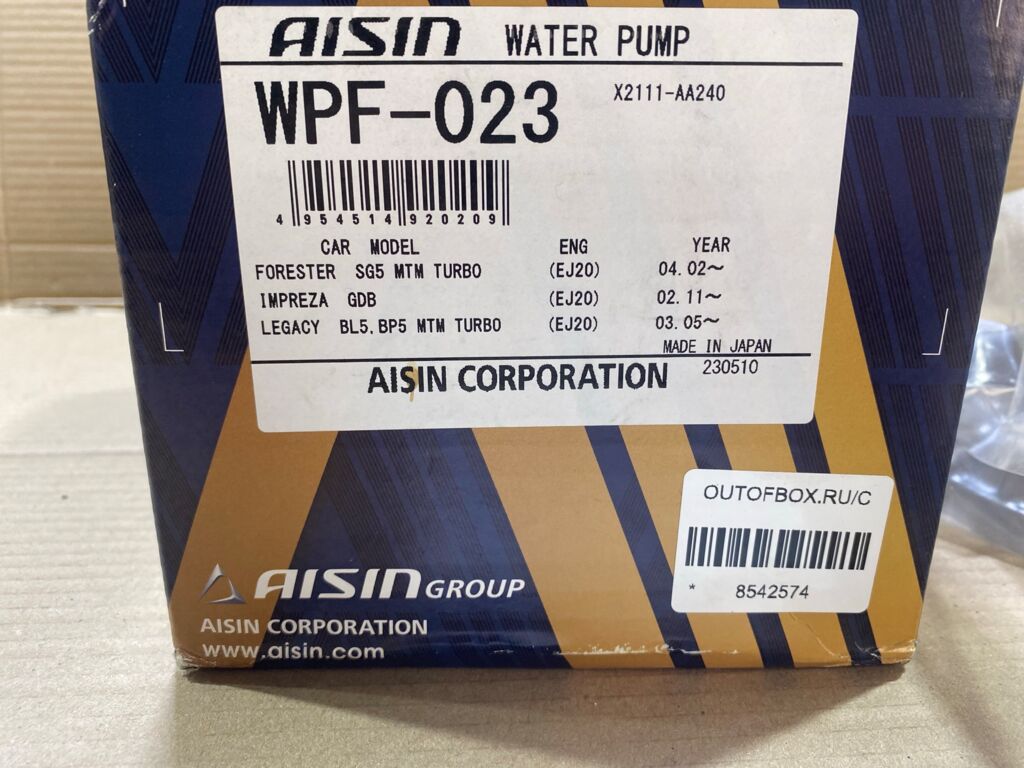 AISIN WATER PUMP
WPF-023 X2111-AA240
4 954514 920209
CAR MODEL ENG YEAR
FORESTER SG5 MTM TURBO (EJ20) 04.02～
IMPREZA GDB (EJ20) 02.11～
LEGACY BL5.BP5 MTM TURBO (EJ20) 03.05～
MADE IN JAPAN
AISIN CORPORATION 230510
OUTOFBOX.RU/C
* 8542574
AISIN GROUP
AISIN CORPORATION
www.aisin.com